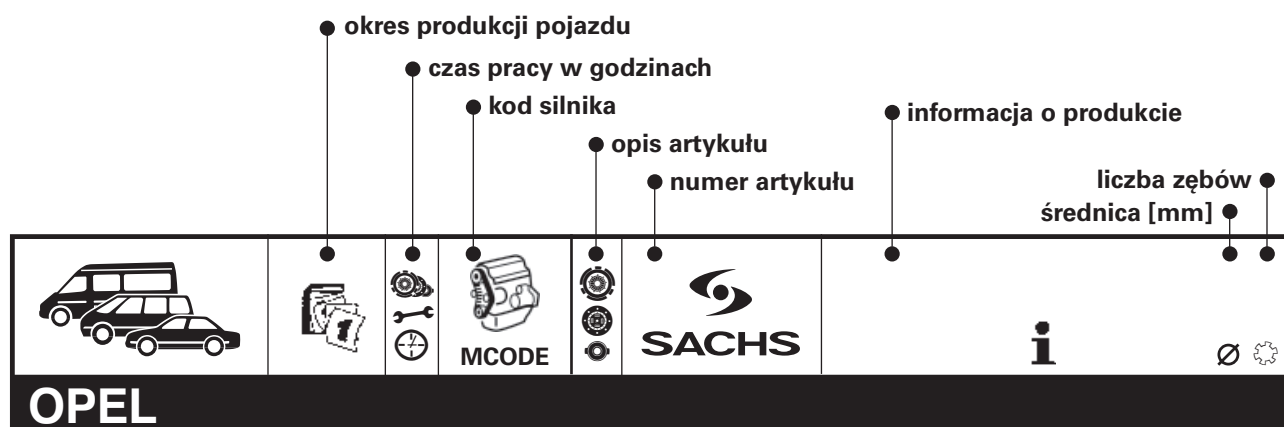 okres produkcji pojazdu
czas pracy w godzinach
kod silnika
informacja o produkcie
opis artykułu
numer artykułu
liczba zębów
średnica [mm]
1
MCODE
SACHS
i
Ø
OPEL